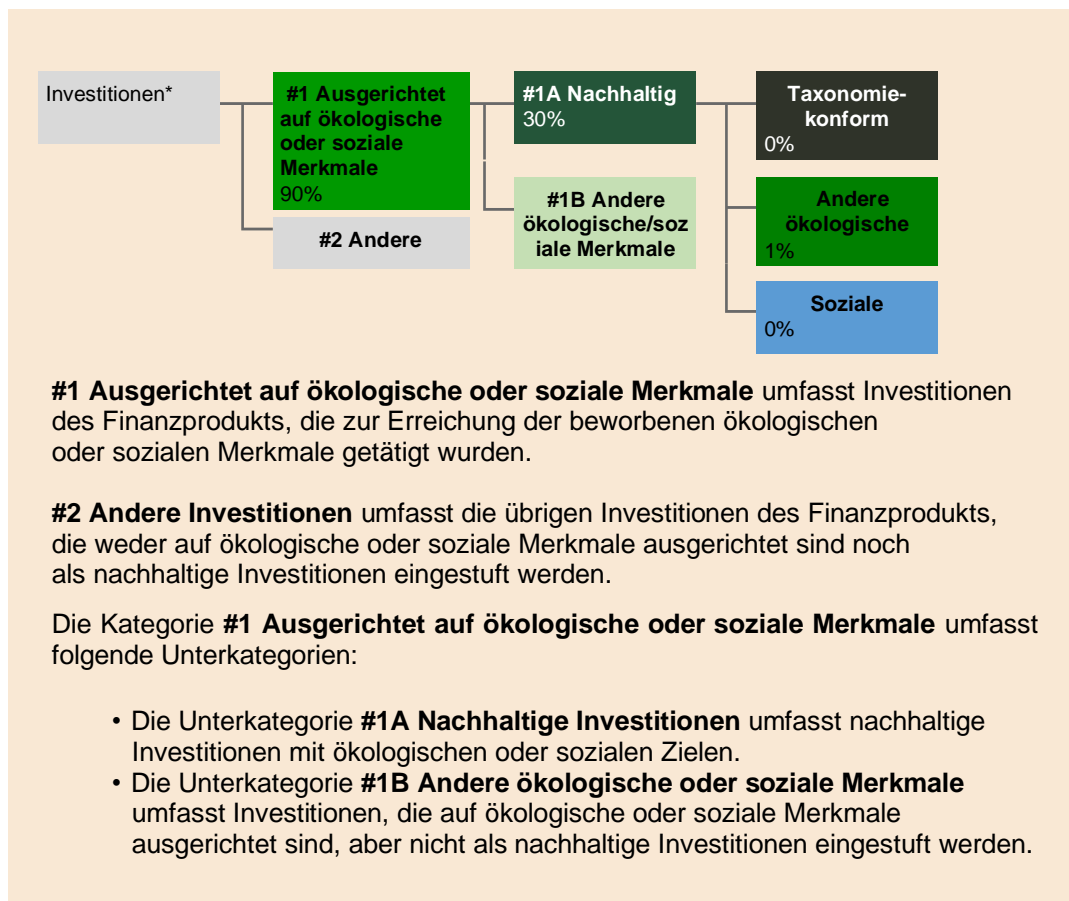 Investitionen*
#1 Ausgerichtet
auf ökologische
oder soziale
Merkmale
90%
#2 Andere
#1A Nachhaltig
30%
#1B Andere
ökologische/soz
iale Merkmale
Taxonomie-
konform
0%
Andere
ökologische
1%
Soziale
0%
#1 Ausgerichtet auf ökologische oder soziale Merkmale umfasst Investitionen
des Finanzprodukts, die zur Erreichung der beworbenen ökologischen
oder sozialen Merkmale getätigt wurden.
#2 Andere Investitionen umfasst die übrigen Investitionen des Finanzprodukts,
die weder auf ökologische oder soziale Merkmale ausgerichtet sind noch
als nachhaltige Investitionen eingestuft werden.
Die Kategorie #1 Ausgerichtet auf ökologische oder soziale Merkmale umfasst
folgende Unterkategorien:
• Die Unterkategorie #1A Nachhaltige Investitionen umfasst nachhaltige
Investitionen mit ökologischen oder sozialen Zielen.
• Die Unterkategorie #1B Andere ökologische oder soziale Merkmale
umfasst Investitionen, die auf ökologische oder soziale Merkmale
ausgerichtet sind, aber nicht als nachhaltige Investitionen eingestuft werden.